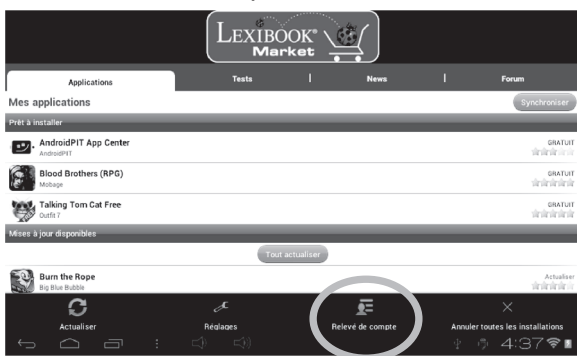 LEXIBOOK®
Market
Applications
Tests
News
Forum
Mes applications
Synchroniser
Prêt à installer
AndroidPIT App Center
GRATUIT
AndroidPIT
Blood Brothers (RPG)
GRATUIT
Mobage
Talking Tom Cat Free
GRATUIT
Outfit 7
Mises à jour disponibles
Tout actualiser
Burn the Rope
Actualiser
Big Blue Bubble
Actualiser
Réglages
Relevé de compte
Annuler toutes les installations
4:37